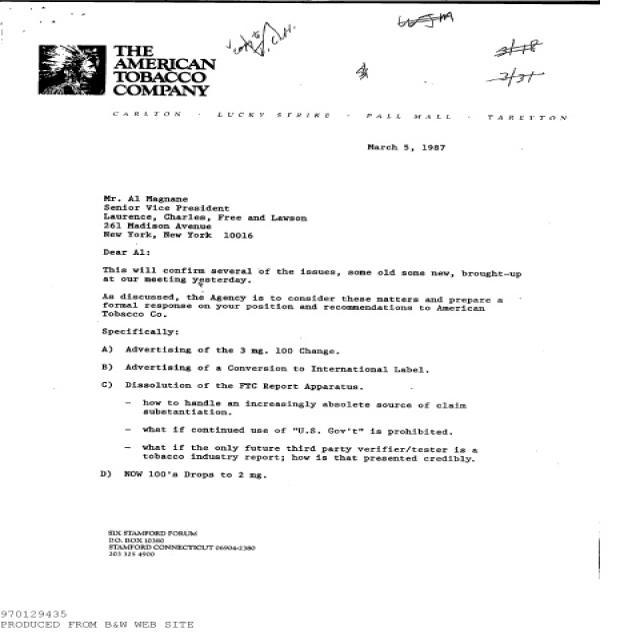 3/18
3/31
THE
AMERICAN
TOBACCO
COMPANY
CARLTON · LUCKY STRIKE · PALL MALL · TAREYTON
March 5, 1987
Mr. Al Magnane
Senior Vice President
Laurence, Charles, Free and Lawson
261 Madison Avenue
New York, New York 10016
Dear Al:
This will confirm several of the issues, some old some new, brought-up
at our meeting yesterday.
As discussed, the Agency is to consider these matters and prepare a
formal response on your position and recommendations to American
Tobacco Co.
Specifically:
A) Advertising of the 3 mg. 100 Change.
B) Advertising of a Conversion to International Label.
C) Dissolution of the FTC Report Apparatus.
- how to handle an increasingly absolete source of claim
substantiation.
- what if continued use of "U.S. Gov't" is prohibited.
- what if the only future third party verifier/tester is a
tobacco industry report; how is that presented credibly.
D) NOW 100's Drops to 2 mg.
SIX STAMFORD FORUM
P.O. BOX 10380
STAMFORD CONNECTICUT 06904-2380
203 325 4900
970129435
PRODUCED FROM B&W WEB SITE